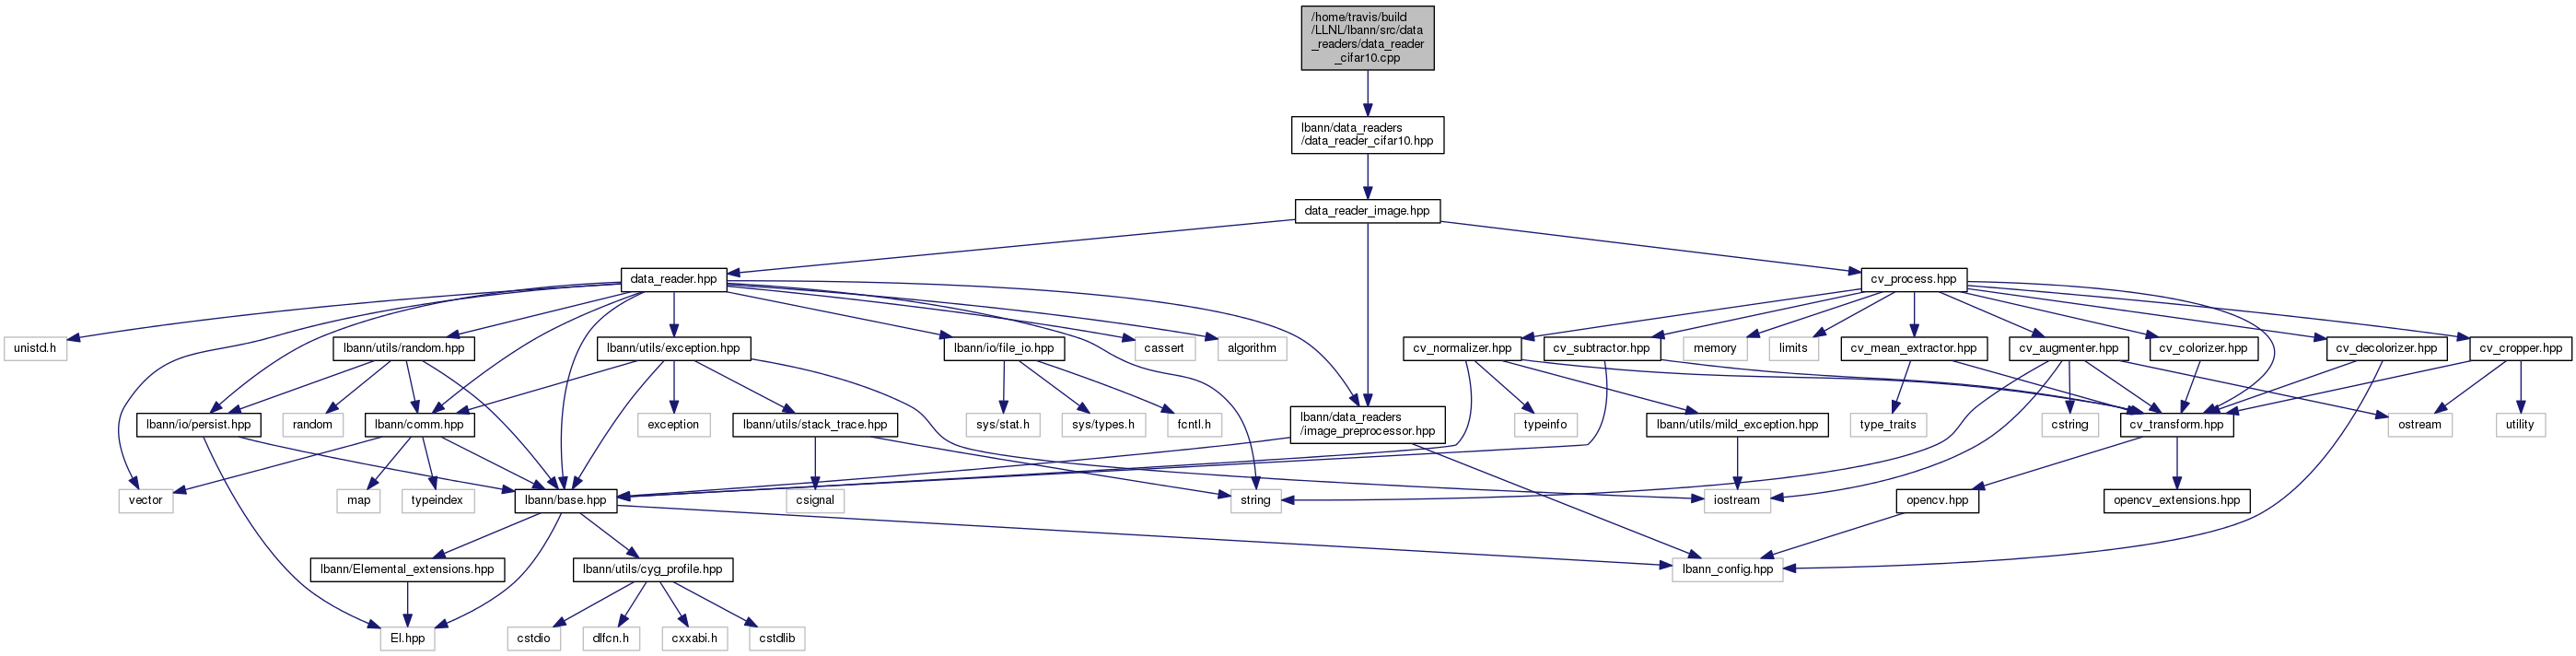 /home/travis/build
/LLNL/lbann/src/data
_readers/data_reader
_cifar10.cpp
lbann/data_readers
/data_reader_cifar10.hpp
data_reader_image.hpp
data_reader.hpp
cv_process.hpp
unistd.h
lbann/utils/random.hpp
lbann/utils/exception.hpp
lbann/io/file_io.hpp
cassert
algorithm
cv_normalizer.hpp
cv_subtractor.hpp
memory
limits
cv_mean_extractor.hpp
cv_augmenter.hpp
cv_colorizer.hpp
cv_decolorizer.hpp
cv_cropper.hpp
lbann/io/persist.hpp
random
lbann/comm.hpp
exception
lbann/utils/stack_trace.hpp
sys/stat.h
sys/types.h
fcntl.h
lbann/data_readers
/image_preprocessor.hpp
typeinfo
lbann/utils/mild_exception.hpp
type_traits
cstring
cv_transform.hpp
ostream
utility
vector
map
typeindex
lbann/base.hpp
csignal
string
iostream
opencv.hpp
opencv_extensions.hpp
lbann/Elemental_extensions.hpp
lbann/utils/cyg_profile.hpp
lbann_config.hpp
El.hpp
cstdio
dlfcn.h
cxxabi.h
cstdlib